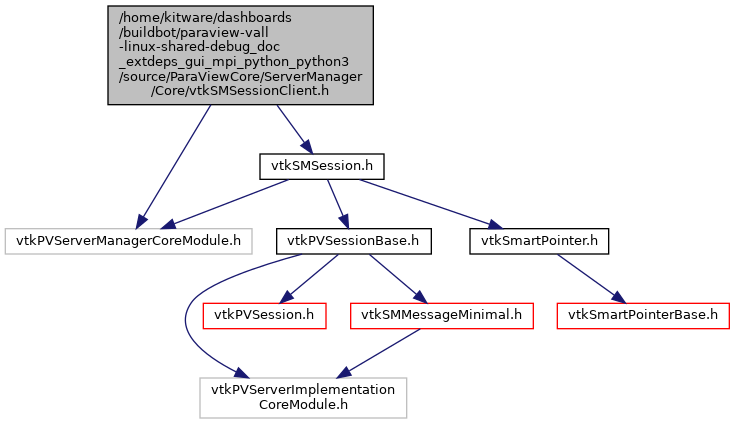 /home/kitware/dashboards
/buildbot/paraview-vall
-linux-shared-debug_doc
_extdeps_gui_mpi_python_python3
/source/ParaViewCore/ServerManager
/Core/vtkSMSessionClient.h
vtkSMSession.h
vtkPVServerManagerCoreModule.h
vtkPVSessionBase.h
vtkSmartPointer.h
vtkPVSession.h
vtkSMMessageMinimal.h
vtkSmartPointerBase.h
vtkPVServerImplementation
CoreModule.h